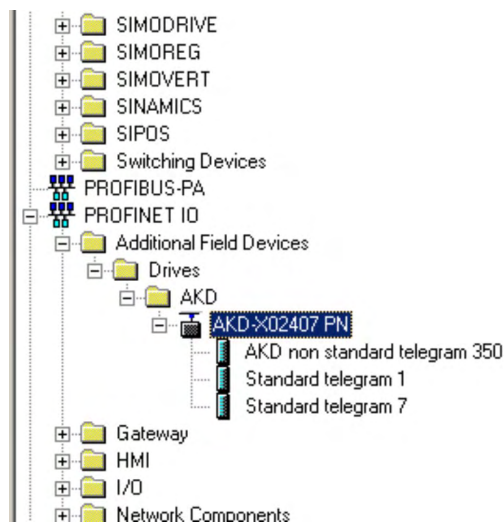 SIMODRIVE
SIMOREG
SIMOVERT
SINAMICS
SIPOS
Switching Devices
PROFIBUS-PA
PROFINET IO
Additional Field Devices
Drives
AKD
AKD-X02407 PN
AKD non standard telegram 350
Standard telegram 1
Standard telegram 7
Gateway
HMI
I/O
Network Components